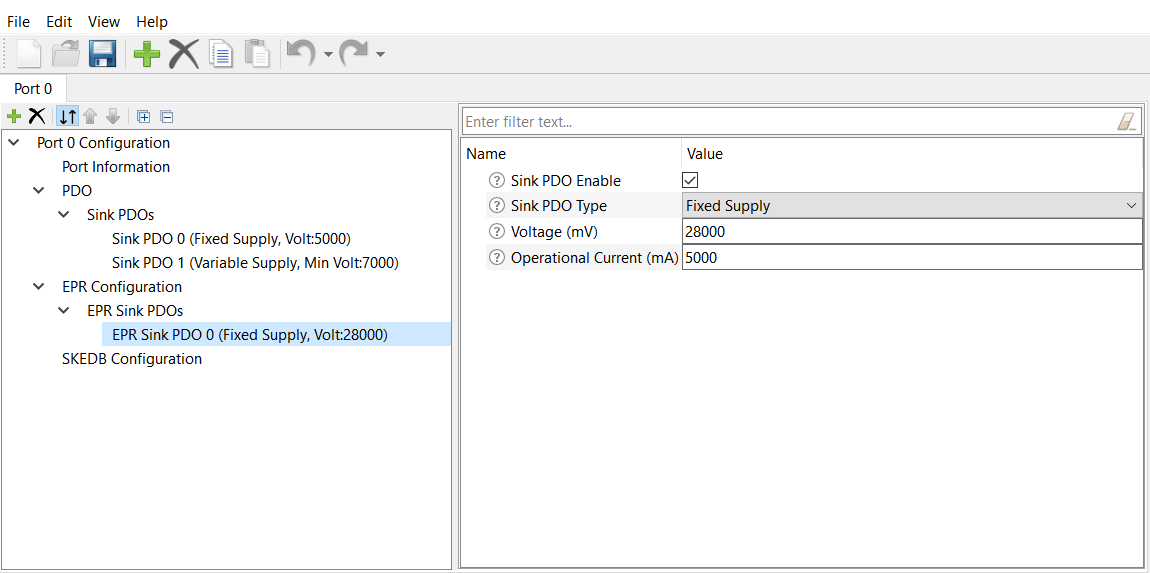 File Edit View Help
Port 0
Port 0 Configuration
Port Information
PDO
Sink PDOs
Sink PDO 0 (Fixed Supply, Volt:5000)
Sink PDO 1 (Variable Supply, Min Volt:7000)
EPR Configuration
EPR Sink PDOs
EPR Sink PDO 0 (Fixed Supply, Volt:28000)
SKEDB Configuration
Enter filter text...
Name Value
? Sink PDO Enable
? Sink PDO Type Fixed Supply
? Voltage (mV) 28000
? Operational Current (mA) 5000